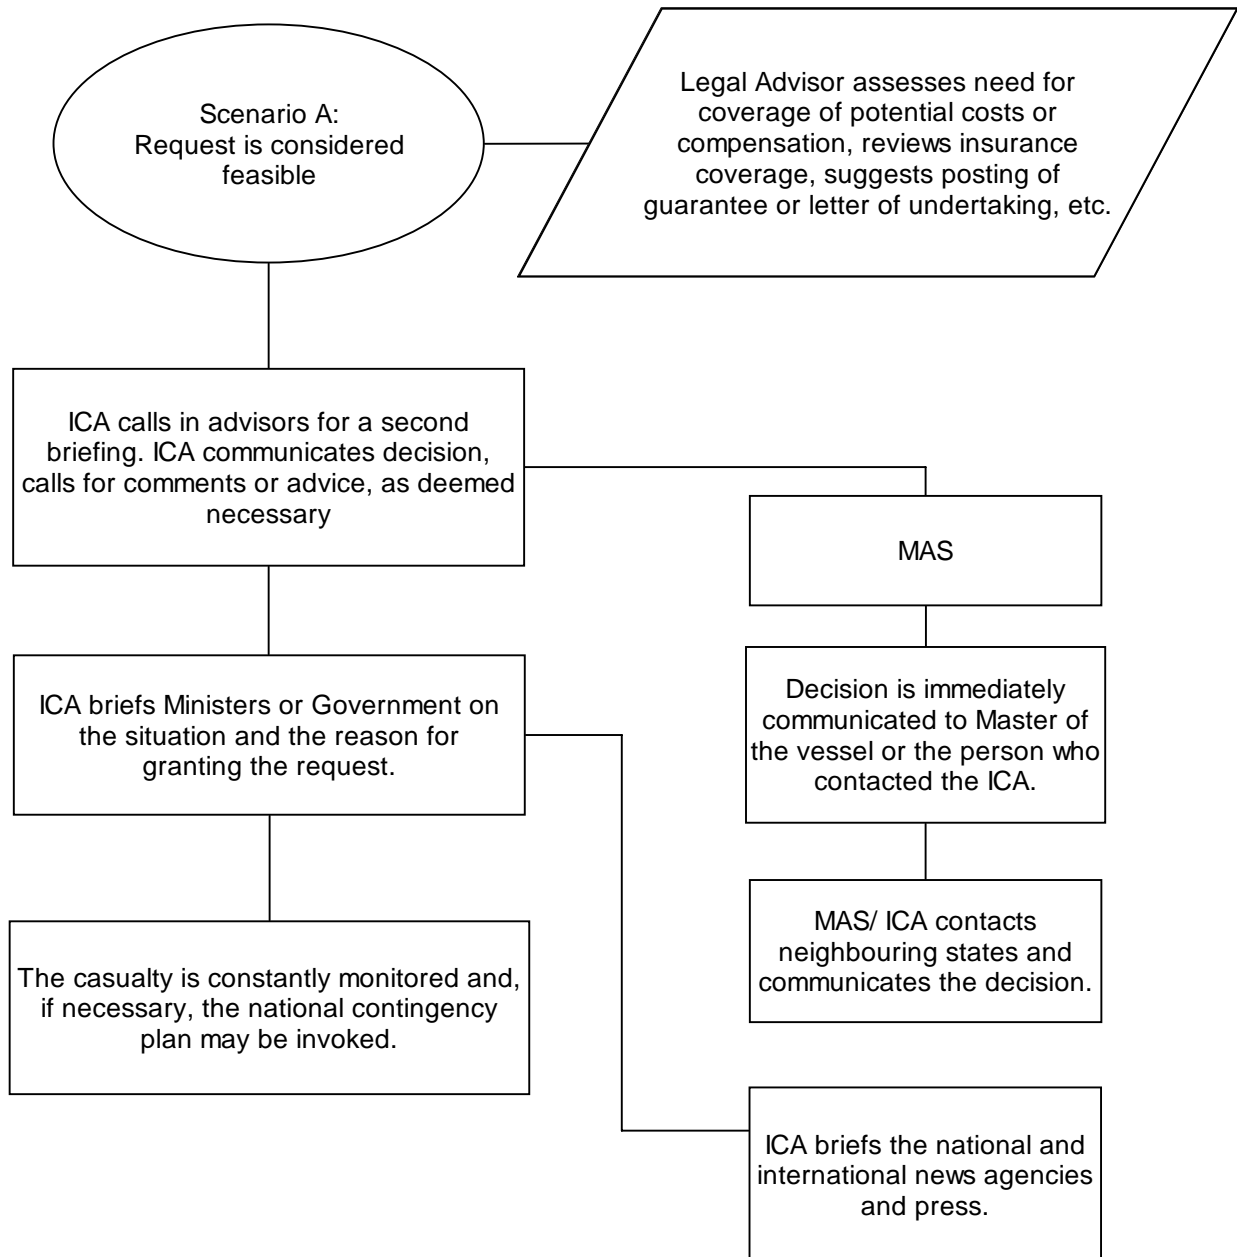 Scenario A:
Request is considered
feasible
Legal Advisor assesses need for
coverage of potential costs or
compensation, reviews insurance
coverage, suggests posting of
guarantee or letter of undertaking, etc.
ICA calls in advisors for a second
briefing. ICA communicates decision,
calls for comments or advice, as deemed
necessary
MAS
ICA briefs Ministers or Government on
the situation and the reason for
granting the request.
Decision is immediately
communicated to Master of
the vessel or the person who
contacted the ICA.
The casualty is constantly monitored and,
if necessary, the national contingency
plan may be invoked.
MAS/ ICA contacts
neighbouring states and
communicates the decision.
ICA briefs the national and
international news agencies
and press.